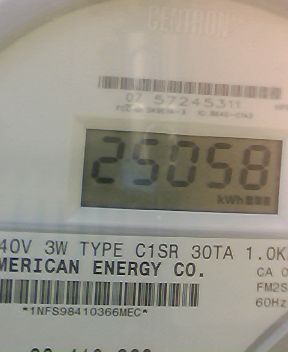 CENTRON
07 57245311
25058
kWh
40V 3W TYPE C1SR 30TA 1.0K
MERICAN ENERGY CO.
CA 0
FM2S
60Hz
*1NFS98410366MEC*